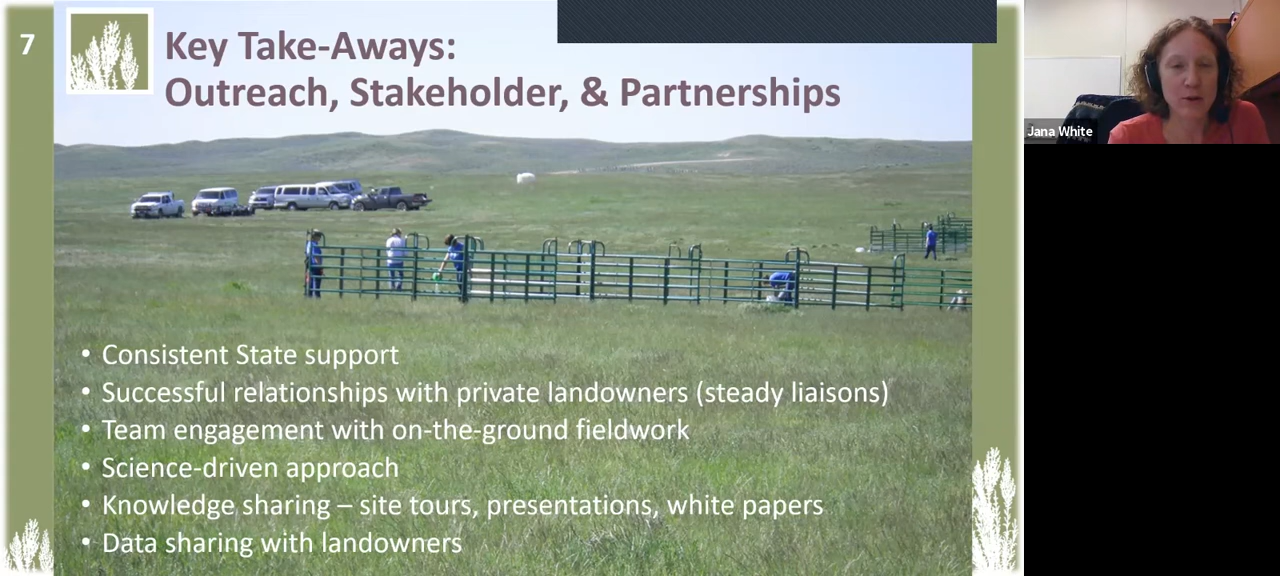 7
Key Take-Aways:
Outreach, Stakeholder, & Partnerships
Jana White
• Consistent State support
• Successful relationships with private landowners (steady liaisons)
• Team engagement with on-the-ground fieldwork
• Science-driven approach
• Knowledge sharing – site tours, presentations, white papers
• Data sharing with landowners